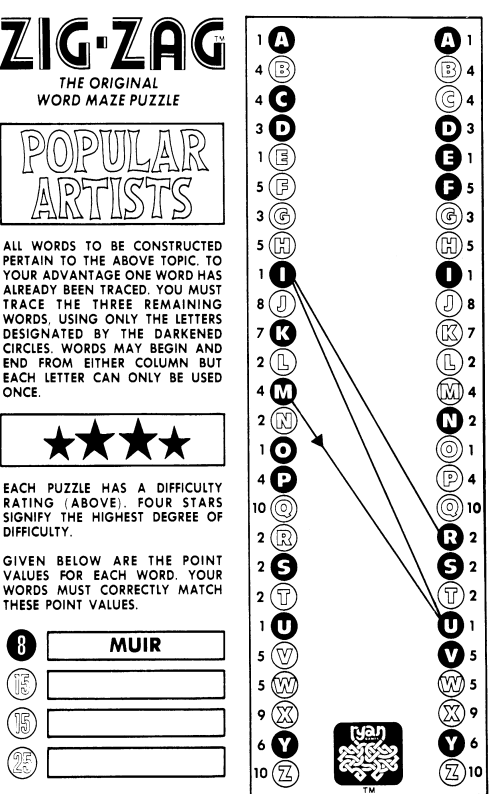 ZIG·ZAG™
THE ORIGINAL
WORD MAZE PUZZLE
POPULAR
ARTISTS
ALL WORDS TO BE CONSTRUCTED
PERTAIN TO THE ABOVE TOPIC. TO
YOUR ADVANTAGE ONE WORD HAS
ALREADY BEEN TRACED. YOU MUST
TRACE THE THREE REMAINING
WORDS, USING ONLY THE LETTERS
DESIGNATED BY THE DARKENED
CIRCLES. WORDS MAY BEGIN AND
END FROM EITHER COLUMN BUT
EACH LETTER CAN ONLY BE USED
ONCE.
EACH PUZZLE HAS A DIFFICULTY
RATING (ABOVE). FOUR STARS
SIGNIFY THE HIGHEST DEGREE OF
DIFFICULTY.
GIVEN BELOW ARE THE POINT
VALUES FOR EACH WORD. YOUR
WORDS MUST CORRECTLY MATCH
THESE POINT VALUES.
8 MUIR
15
15
25
1 A A 1
4 B B 4
4 C C 4
3 D D 3
1 E E 1
5 F F 5
3 G G 3
5 H H 5
1 I I 1
8 J J 8
7 K K 7
2 L L 2
4 M M 4
2 N N 2
1 O O 1
4 P P 4
10 Q Q 10
2 R R 2
2 S S 2
2 T T 2
1 U U 1
5 V V 5
5 W W 5
9 X X 9
6 Y Y 6
10 Z Z 10
ryan
TM